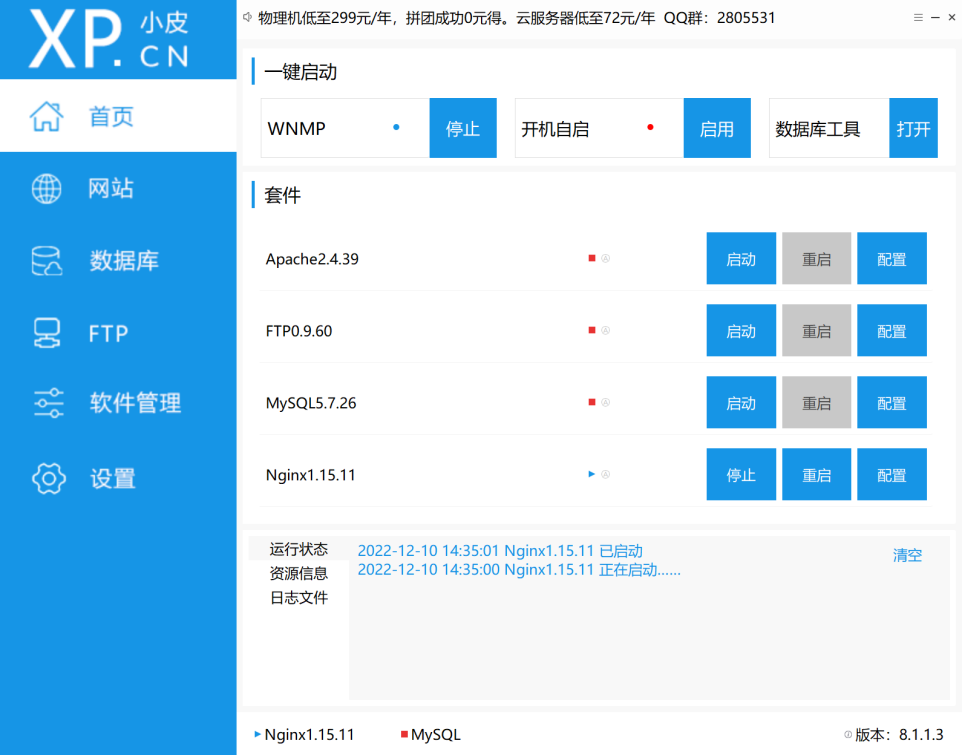 XP.CN 小皮
物理机低至299元/年，拼团成功0元得。云服务器低至72元/年 QQ群：2805531
首页
网站
数据库
FTP
软件管理
设置
一键启动
WNMP 停止 开机自启 启用 数据库工具 打开
套件
Apache2.4.39 启动 重启 配置
FTP0.9.60 启动 重启 配置
MySQL5.7.26 启动 重启 配置
Nginx1.15.11 停止 重启 配置
运行状态
资源信息
日志文件
2022-12-10 14:35:01 Nginx1.15.11 已启动
2022-12-10 14:35:00 Nginx1.15.11 正在启动......
清空
Nginx1.15.11 MySQL 版本：8.1.1.3